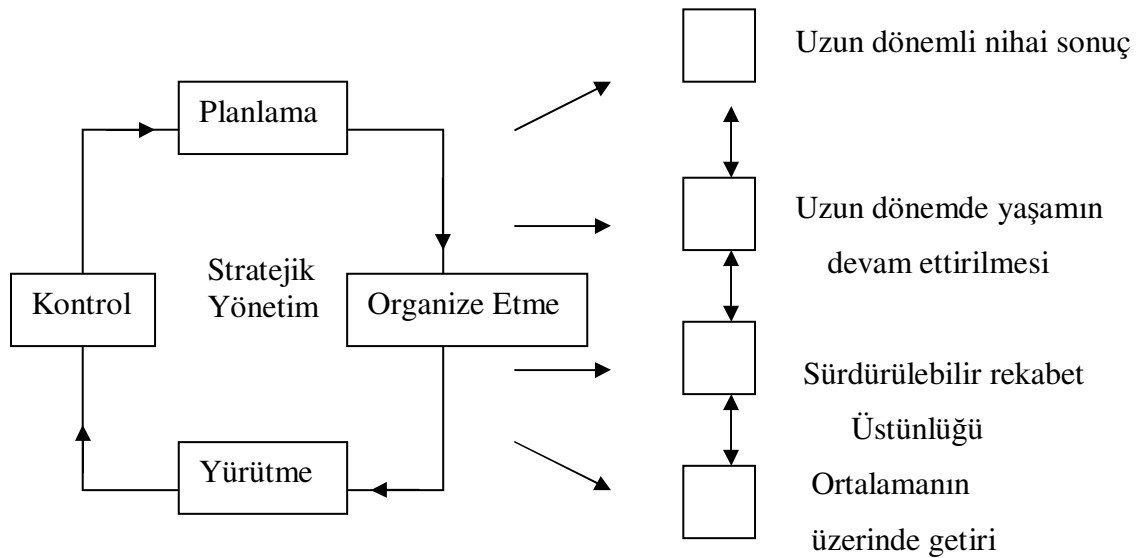 Planlama
Stratejik
Yönetim
Kontrol
Organize Etme
Yürütme
Uzun dönemli nihai sonuç
Uzun dönemde yaşamın
devam ettirilmesi
Sürdürülebilir rekabet
Üstünlüğü
Ortalamanın
üzerinde getiri